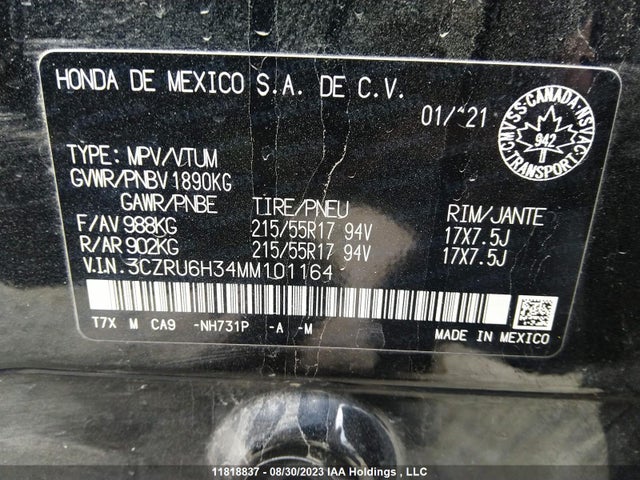 HONDA DE MEXICO S.A. DE C.V.
01/21
CMVSS-CANADA-NSVAC
942
TRANSPORT
TYPE: MPV/VTUM
GVWR/PNBV 1890KG
GAWR/PNBE TIRE/PNEU RIM/JANTE
F/AV 988KG 215/55R17 94V 17X7.5J
R/AR 902KG 215/55R17 94V 17X7.5J
V.I.N. 3CZRU6H34MM101164
T7X M CA9 -NH731P -A -M MADE IN MEXICO
11818837 - 08/30/2023 IAA Holdings , LLC